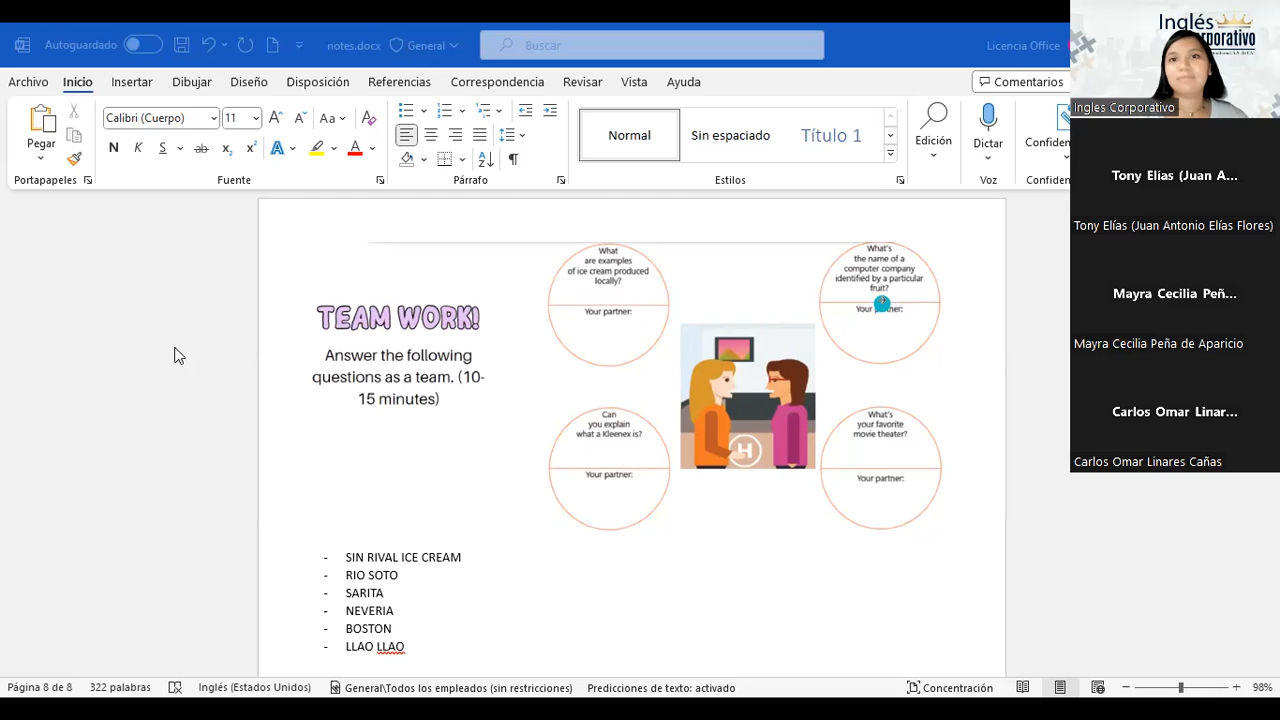 Autoguardado
notes.docx
General
Buscar
Licencia Office
Archivo
Inicio
Insertar
Dibujar
Diseño
Disposición
Referencias
Correspondencia
Revisar
Vista
Ayuda
Comentarios
Pegar
Portapapeles
Calibri (Cuerpo)
11
Aa
N K S ab x₂ x²
A
A
Fuente
Párrafo
Normal
Sin espaciado
Título 1
Estilos
Edición
Dictar
Voz
Confiden
Confiden
TEAM WORK!
Answer the following
questions as a team. (10-
15 minutes)
What
are examples
of ice cream produced
locally?
Your partner:
What's
the name of a
computer company
identified by a particular
fruit?
Your partner:
Can
you explain
what a Kleenex is?
Your partner:
What's
your favorite
movie theater?
Your partner:
H
- SIN RIVAL ICE CREAM
- RIO SOTO
- SARITA
- NEVERIA
- BOSTON
- LLAO LLAO
Página 8 de 8
322 palabras
Inglés (Estados Unidos)
General\Todos los empleados (sin restricciones)
Predicciones de texto: activado
Concentración
98%
Inglés
Ingles Corporativo
Tony Elías (Juan A...
Tony Elías (Juan Antonio Elías Flores)
Mayra Cecilia Peñ...
Mayra Cecilia Peña de Aparicio
Carlos Omar Linar...
Carlos Omar Linares Cañas